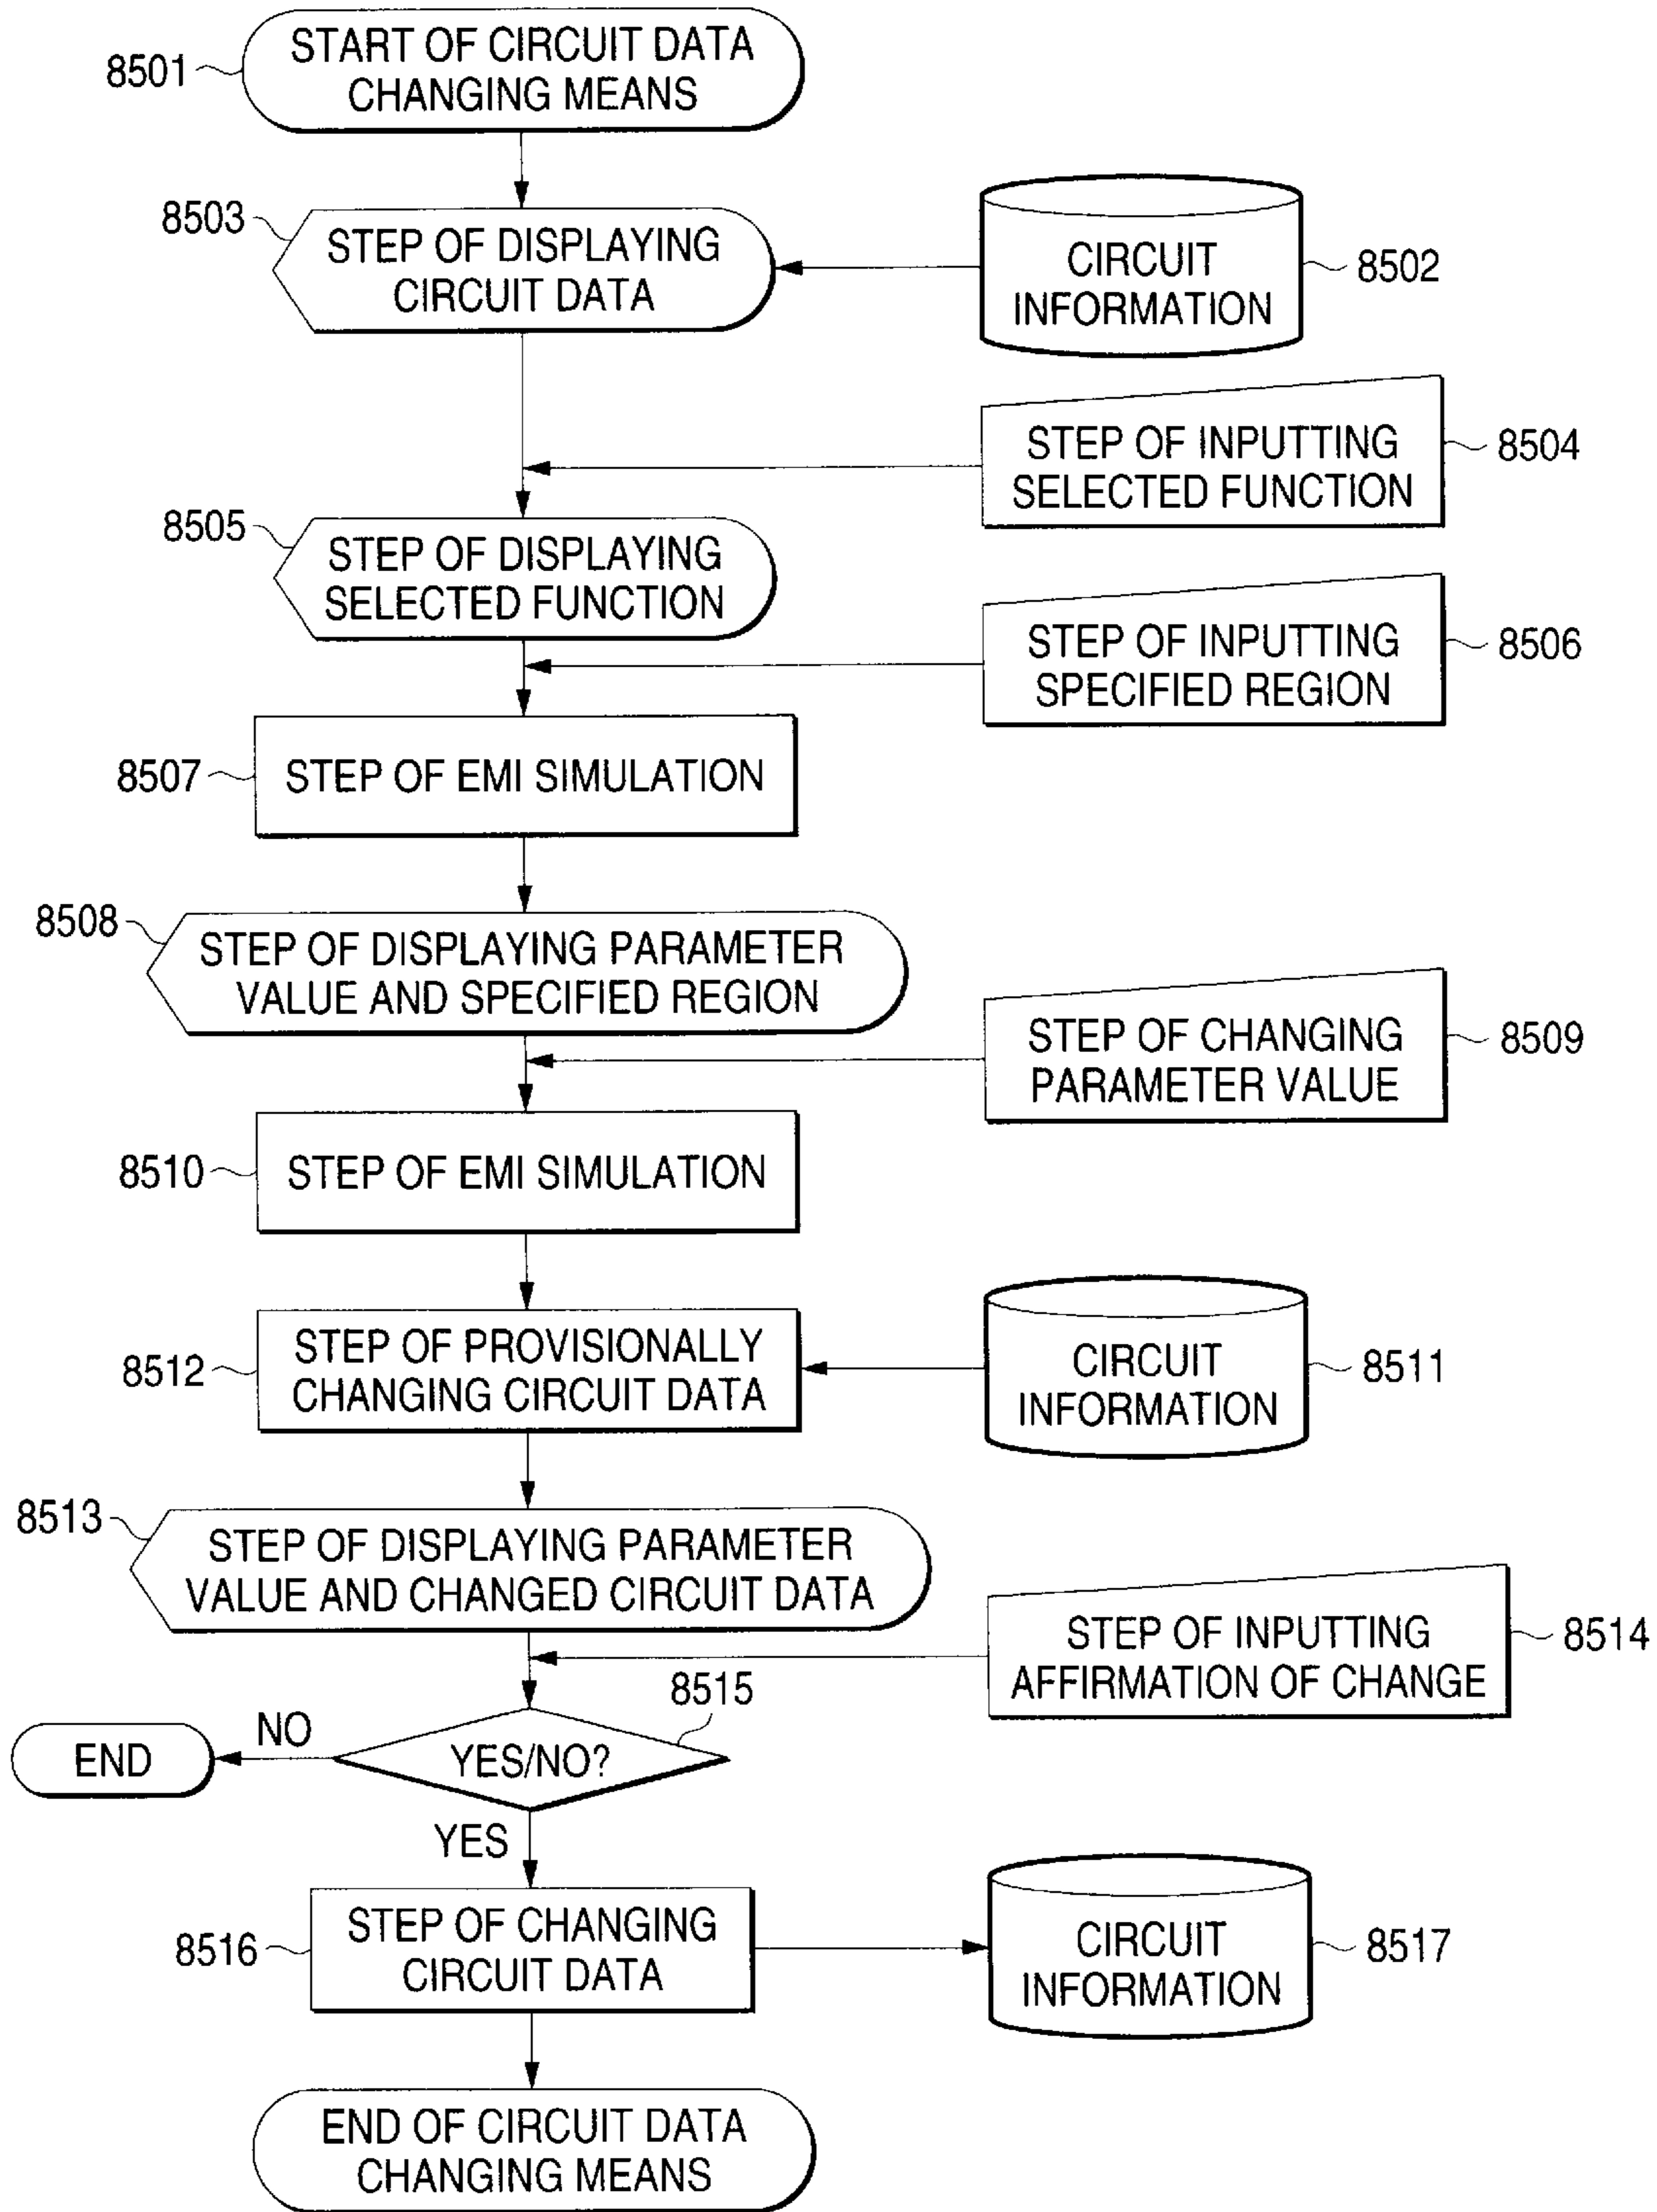 START OF CIRCUIT DATA
CHANGING MEANS
8501
8503
STEP OF DISPLAYING
CIRCUIT DATA
CIRCUIT
INFORMATION
8502
STEP OF INPUTTING
SELECTED FUNCTION
8504
8505
STEP OF DISPLAYING
SELECTED FUNCTION
STEP OF INPUTTING
SPECIFIED REGION
8506
8507
STEP OF EMI SIMULATION
8508
STEP OF DISPLAYING PARAMETER
VALUE AND SPECIFIED REGION
STEP OF CHANGING
PARAMETER VALUE
8509
8510
STEP OF EMI SIMULATION
8512
STEP OF PROVISIONALLY
CHANGING CIRCUIT DATA
CIRCUIT
INFORMATION
8511
8513
STEP OF DISPLAYING PARAMETER
VALUE AND CHANGED CIRCUIT DATA
STEP OF INPUTTING
AFFIRMATION OF CHANGE
8514
8515
NO
END
YES/NO?
YES
8516
STEP OF CHANGING
CIRCUIT DATA
CIRCUIT
INFORMATION
8517
END OF CIRCUIT DATA
CHANGING MEANS